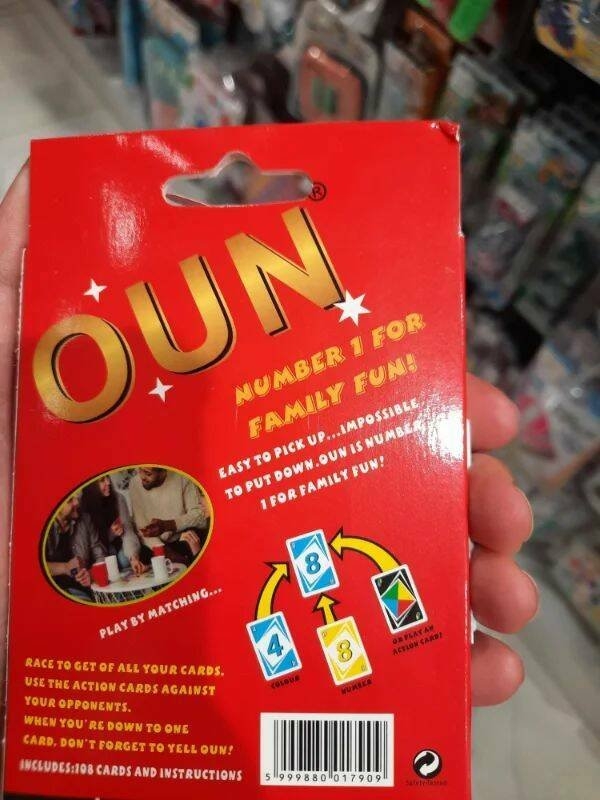 ®
OUN
NUMBER 1 FOR
FAMILY FUN!
EASY TO PICK UP...IMPOSSIBLE
TO PUT DOWN.OUN IS NUMBER
1 FOR FAMILY FUN!
PLAY BY MATCHING...
8
4
8
COLOUR
NUMBER
OR PLAY AN
ACTION CARD!
RACE TO GET OF ALL YOUR CARDS.
USE THE ACTION CARDS AGAINST
YOUR OPPONENTS.
WHEN YOU'RE DOWN TO ONE
CARD, DON'T FORGET TO YELL OUN!
INCLUDES:108 CARDS AND INSTRUCTIONS
5 999880 017909